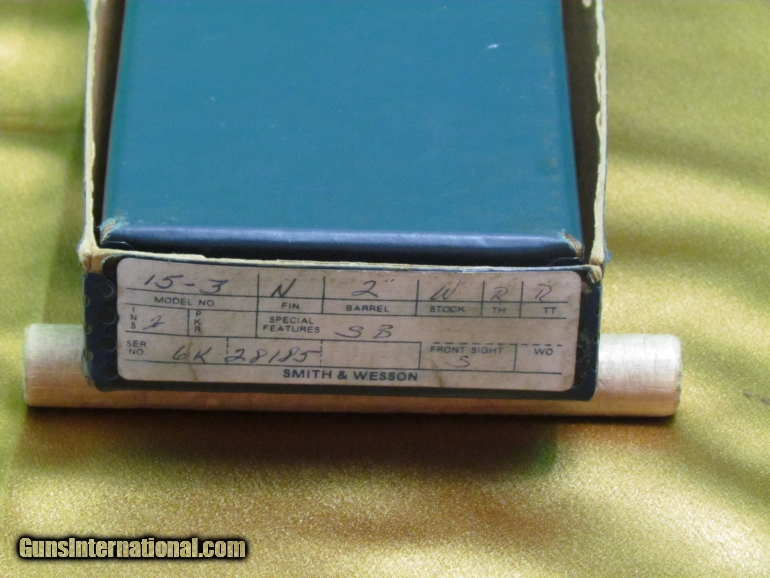 15-3 N 2" W R R
MODEL NO. FIN. BARREL STOCK TH TT
INS 2 PKR SPECIAL FEATURES SB
SER NO. 6K 28185 FRONT SIGHT S WO
SMITH & WESSON
GunsInternational.com